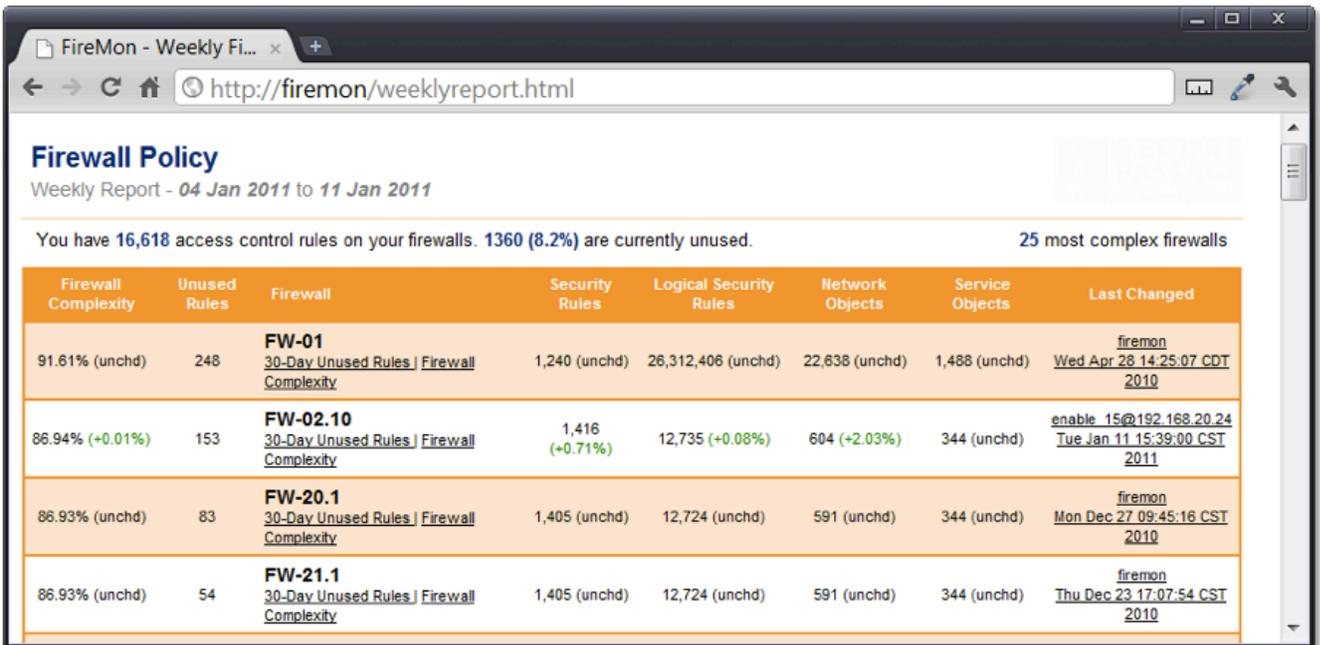 FireMon - Weekly Fi...
http://firemon/weeklyreport.html
Firewall Policy
Weekly Report - 04 Jan 2011 to 11 Jan 2011
You have 16,618 access control rules on your firewalls. 1360 (8.2%) are currently unused.
25 most complex firewalls
Firewall Complexity
Unused Rules
Firewall
Security Rules
Logical Security Rules
Network Objects
Service Objects
Last Changed
91.61% (unchd)
248
FW-01
30-Day Unused Rules | Firewall
Complexity
1,240 (unchd)
26,312,406 (unchd)
22,638 (unchd)
1,488 (unchd)
firemon
Wed Apr 28 14:25:07 CDT
2010
86.94% (+0.01%)
153
FW-02.10
30-Day Unused Rules | Firewall
Complexity
1,416
(+0.71%)
12,735 (+0.08%)
604 (+2.03%)
344 (unchd)
enable_15@192.168.20.24
Tue Jan 11 15:39:00 CST
2011
86.93% (unchd)
83
FW-20.1
30-Day Unused Rules | Firewall
Complexity
1,405 (unchd)
12,724 (unchd)
591 (unchd)
344 (unchd)
firemon
Mon Dec 27 09:45:16 CST
2010
86.93% (unchd)
54
FW-21.1
30-Day Unused Rules | Firewall
Complexity
1,405 (unchd)
12,724 (unchd)
591 (unchd)
344 (unchd)
firemon
Thu Dec 23 17:07:54 CST
2010